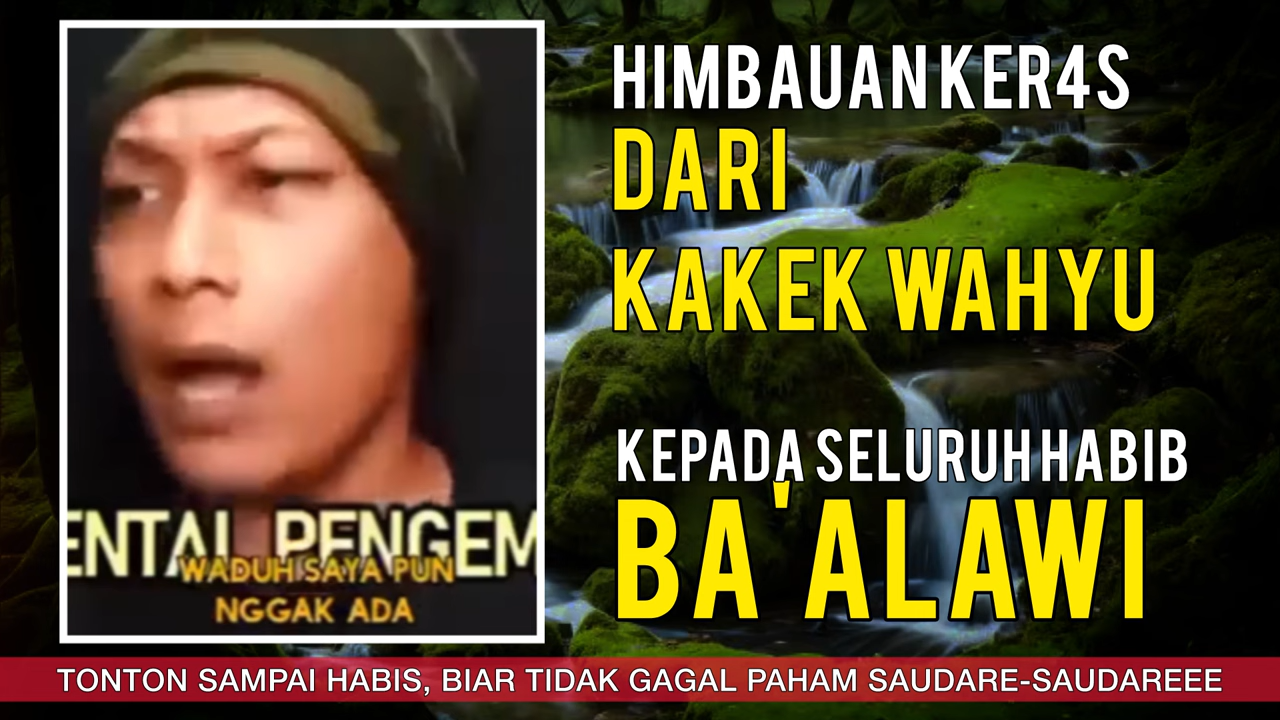 HIMBAUAN KER4S
DARI
KAKEK WAHYU
KEPADA SELURUH HABIB
BA'ALAWI
ENTAL PENGEM
WADUH SAYA PUN
NGGAK ADA
TONTON SAMPAI HABIS, BIAR TIDAK GAGAL PAHAM SAUDARE-SAUDAREEE